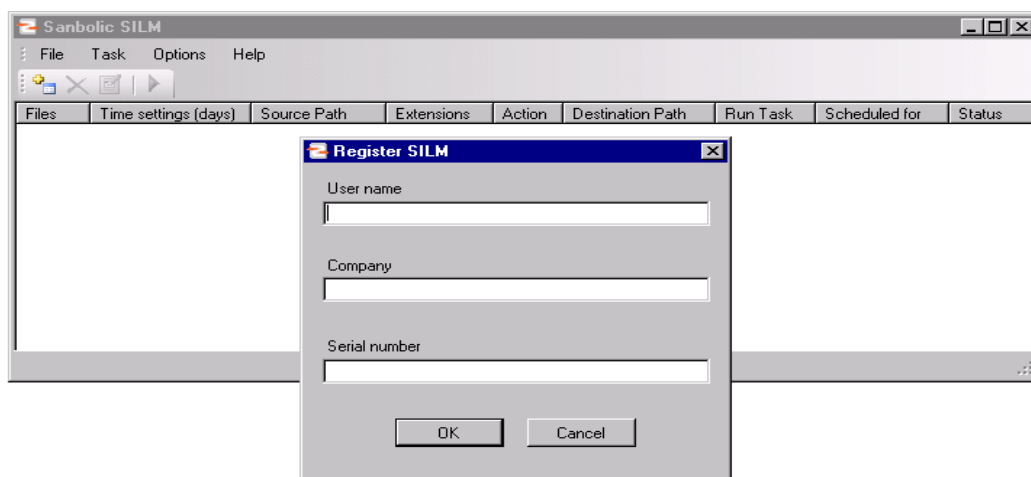 Sanbolic SILM
File Task Options Help
Files Time settings (days) Source Path Extensions Action Destination Path Run Task Scheduled for Status
Register SILM
User name
Company
Serial number
OK Cancel